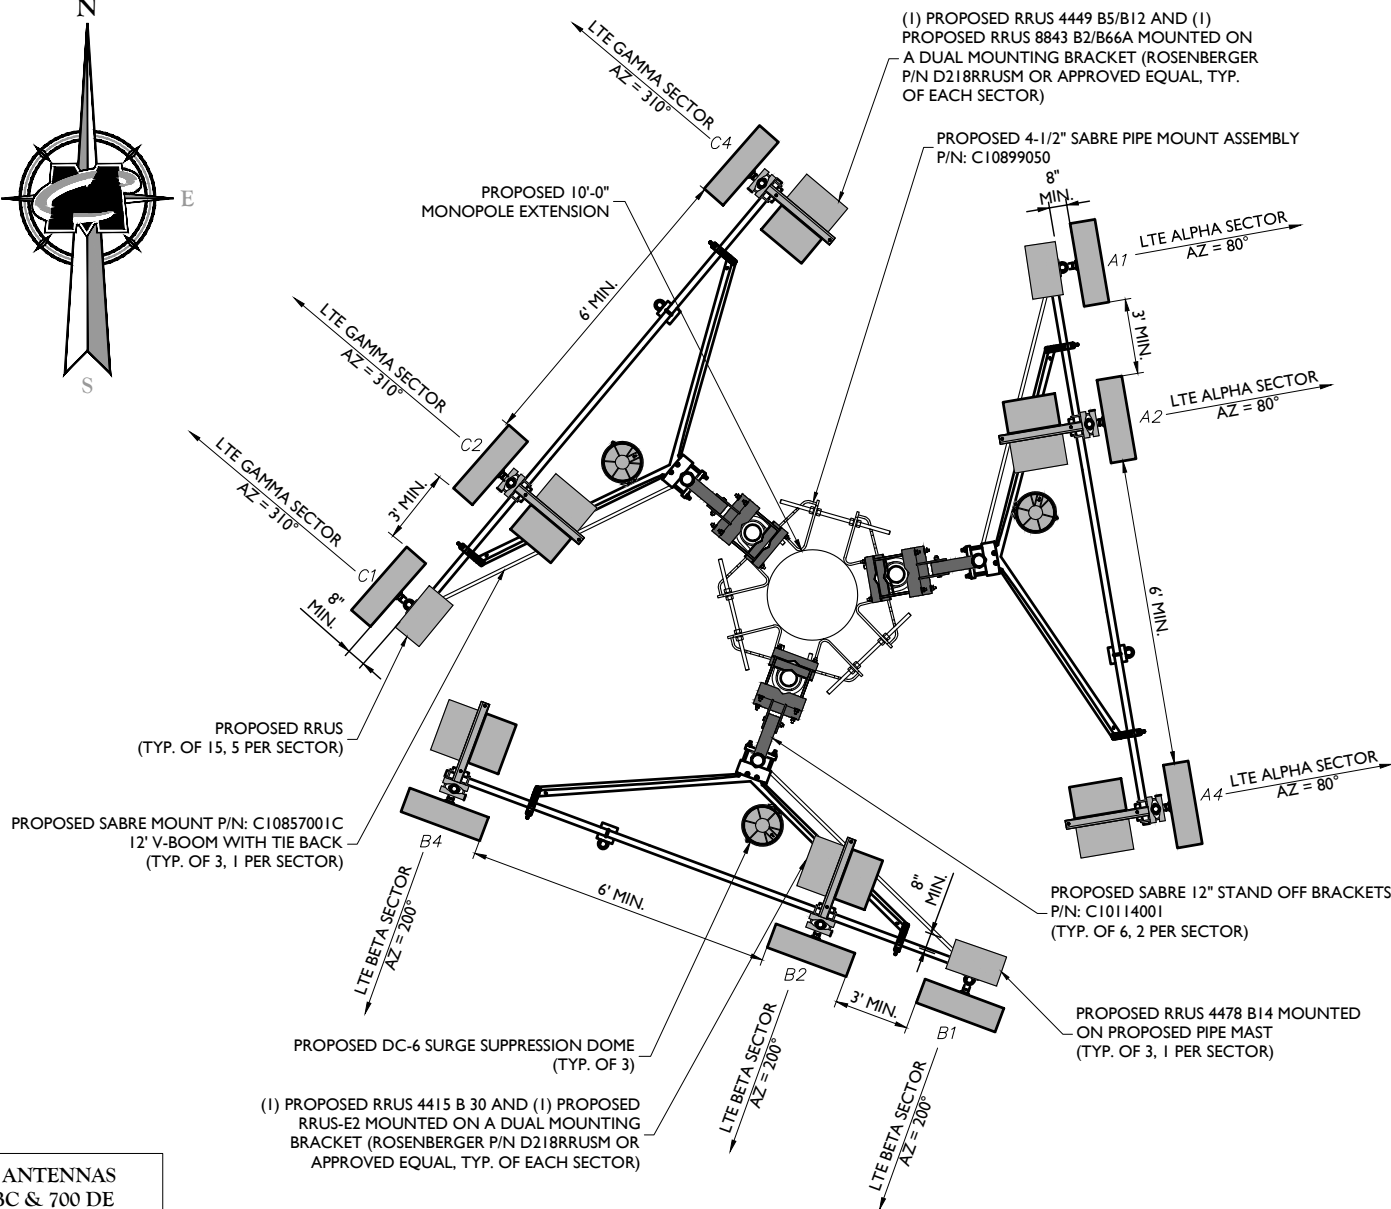 N
E
S
LTE GAMMA SECTOR
AZ = 310°
C4
(1) PROPOSED RRUS 4449 B5/B12 AND (1)
PROPOSED RRUS 8843 B2/B66A MOUNTED ON
A DUAL MOUNTING BRACKET (ROSENBERGER
P/N D218RRUSM OR APPROVED EQUAL, TYP.
OF EACH SECTOR)
PROPOSED 4-1/2" SABRE PIPE MOUNT ASSEMBLY
P/N: C10899050
PROPOSED 10'-0"
MONOPOLE EXTENSION
8"
MIN.
A1
LTE ALPHA SECTOR
AZ = 80°
3' MIN.
6' MIN.
LTE GAMMA SECTOR
AZ = 310°
C2
A2
LTE ALPHA SECTOR
AZ = 80°
LTE GAMMA SECTOR
AZ = 310°
3' MIN.
C1
8"
MIN.
6' MIN.
PROPOSED RRUS
(TYP. OF 15, 5 PER SECTOR)
A4
LTE ALPHA SECTOR
AZ = 80°
PROPOSED SABRE MOUNT P/N: C10857001C
12' V-BOOM WITH TIE BACK
(TYP. OF 3, 1 PER SECTOR)
B4
LTE BETA SECTOR
AZ = 200°
6' MIN.
8"
MIN.
PROPOSED SABRE 12" STAND OFF BRACKETS
P/N: C10114001
(TYP. OF 6, 2 PER SECTOR)
B2
3' MIN.
B1
LTE BETA SECTOR
AZ = 200°
LTE BETA SECTOR
AZ = 200°
PROPOSED RRUS 4478 B14 MOUNTED
ON PROPOSED PIPE MAST
(TYP. OF 3, 1 PER SECTOR)
PROPOSED DC-6 SURGE SUPPRESSION DOME
(TYP. OF 3)
(1) PROPOSED RRUS 4415 B 30 AND (1) PROPOSED
RRUS-E2 MOUNTED ON A DUAL MOUNTING
BRACKET (ROSENBERGER P/N D218RRUSM OR
APPROVED EQUAL, TYP. OF EACH SECTOR)
ANTENNAS
BC & 700 DE